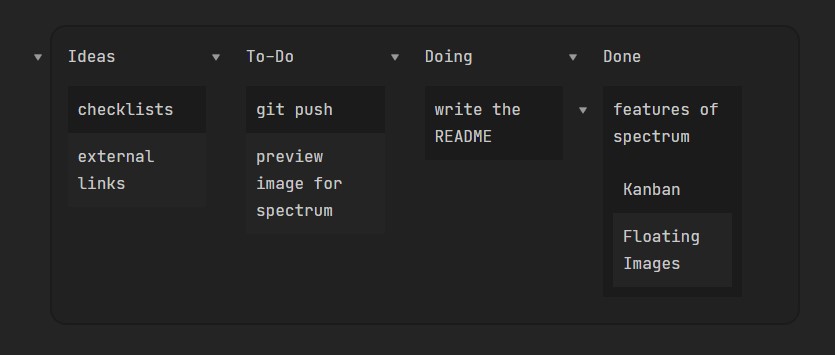 Ideas
checklists
external
links
To-Do
git push
preview
image for
spectrum
Doing
write the
README
Done
features of
spectrum
Kanban
Floating
Images